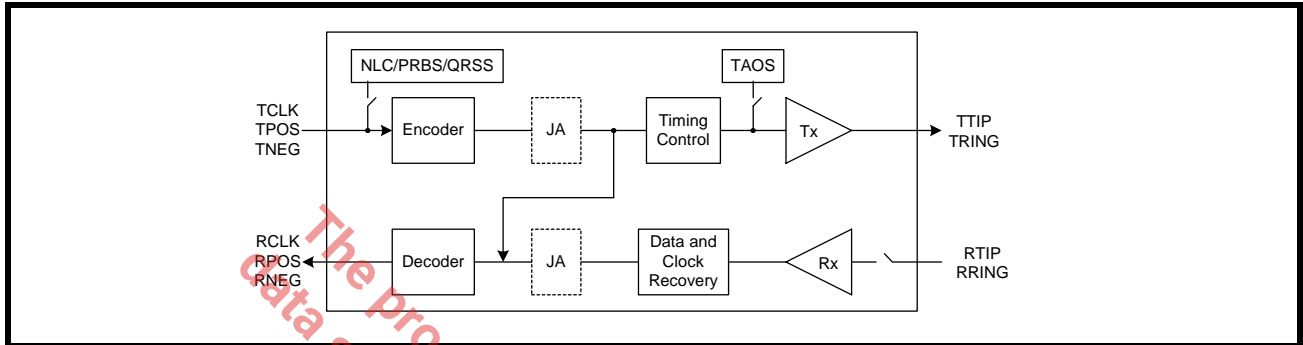 NLC/PRBS/QRSS
TAOS
TCLK
TPOS
TNEG
Encoder
JA
Timing
Control
Tx
TTIP
TRING
RCLK
RPOS
RNEG
Decoder
JA
Data and
Clock
Recovery
Rx
RTIP
RRING
The pro
data